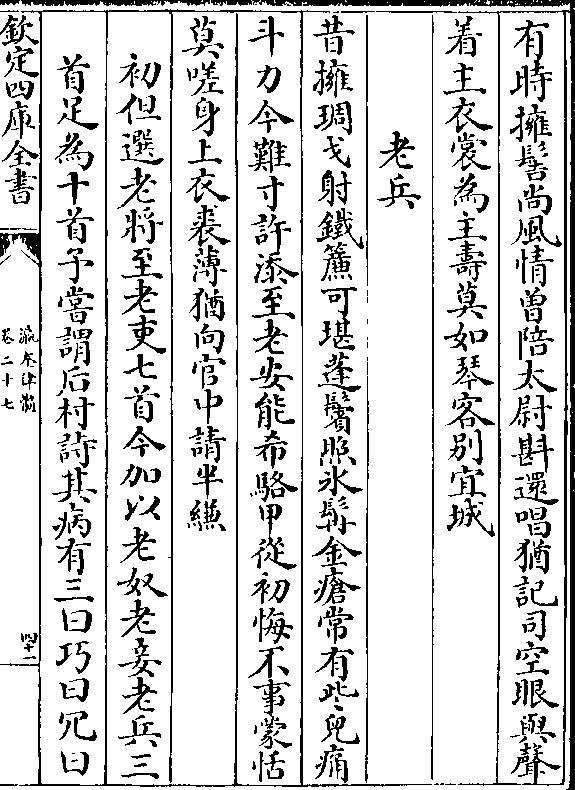 有時擁髻尚風情曽陪太尉斟還唱猶記司空眼與聲
着主衣裳為主壽莫如琴客别宜城
老兵
昔擁琱戈射鐵簾可堪蓬鬢照氷髯金瘡常有些兒痛
斗力今難寸許添至老安能希駱甲從初悔不事蒙恬
莫嗟身上衣裘薄猶向官中請半縑
初但選老將至老吏七首今加以老奴老妾老兵三
首足為十首予嘗謂后村詩其病有三曰巧曰冗曰
欽定四庫全書
瀛奎律髓
卷二十七
四十二